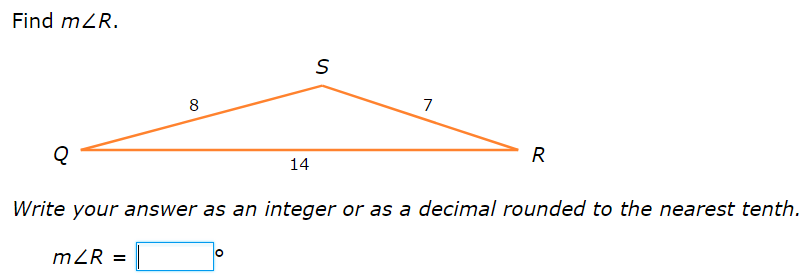 Find m∠R.
S
8
7
Q
R
14
Write your answer as an integer or as a decimal rounded to the nearest tenth.
m∠R = °